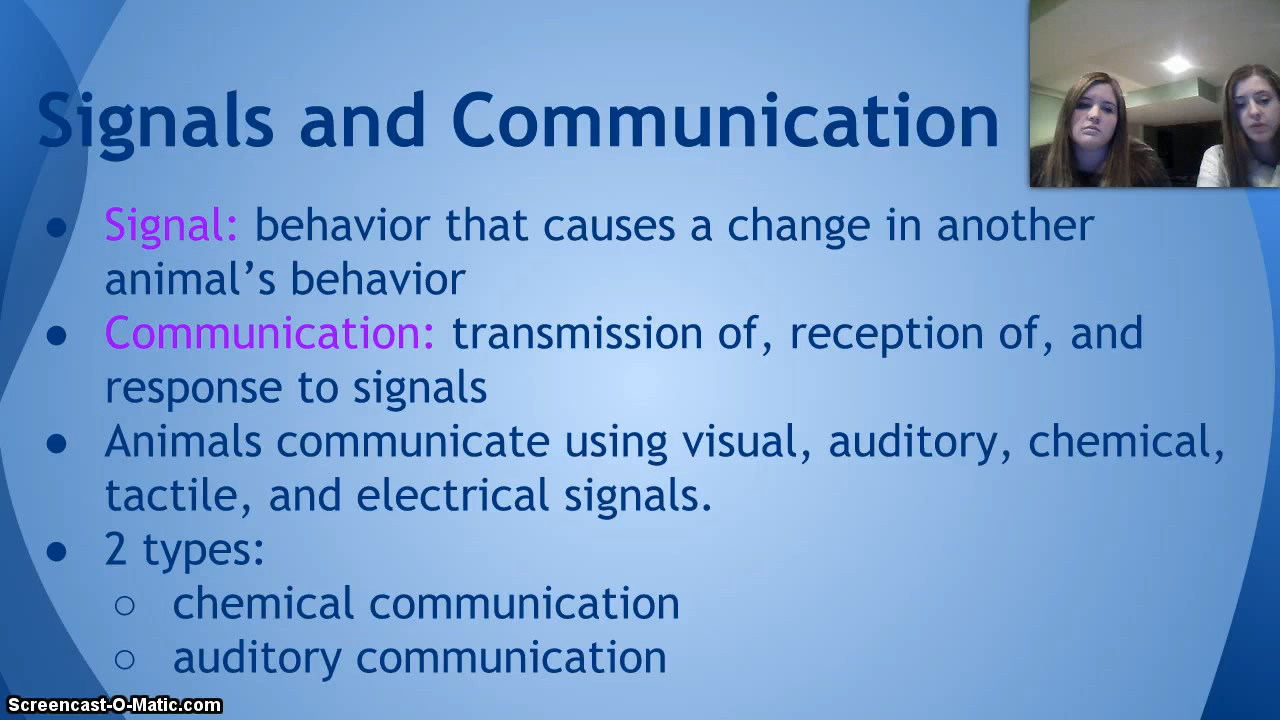 Signals and Communication
● Signal: behavior that causes a change in another
animal’s behavior
● Communication: transmission of, reception of, and
response to signals
● Animals communicate using visual, auditory, chemical,
tactile, and electrical signals.
● 2 types:
○ chemical communication
○ auditory communication
Screencast-O-Matic.com